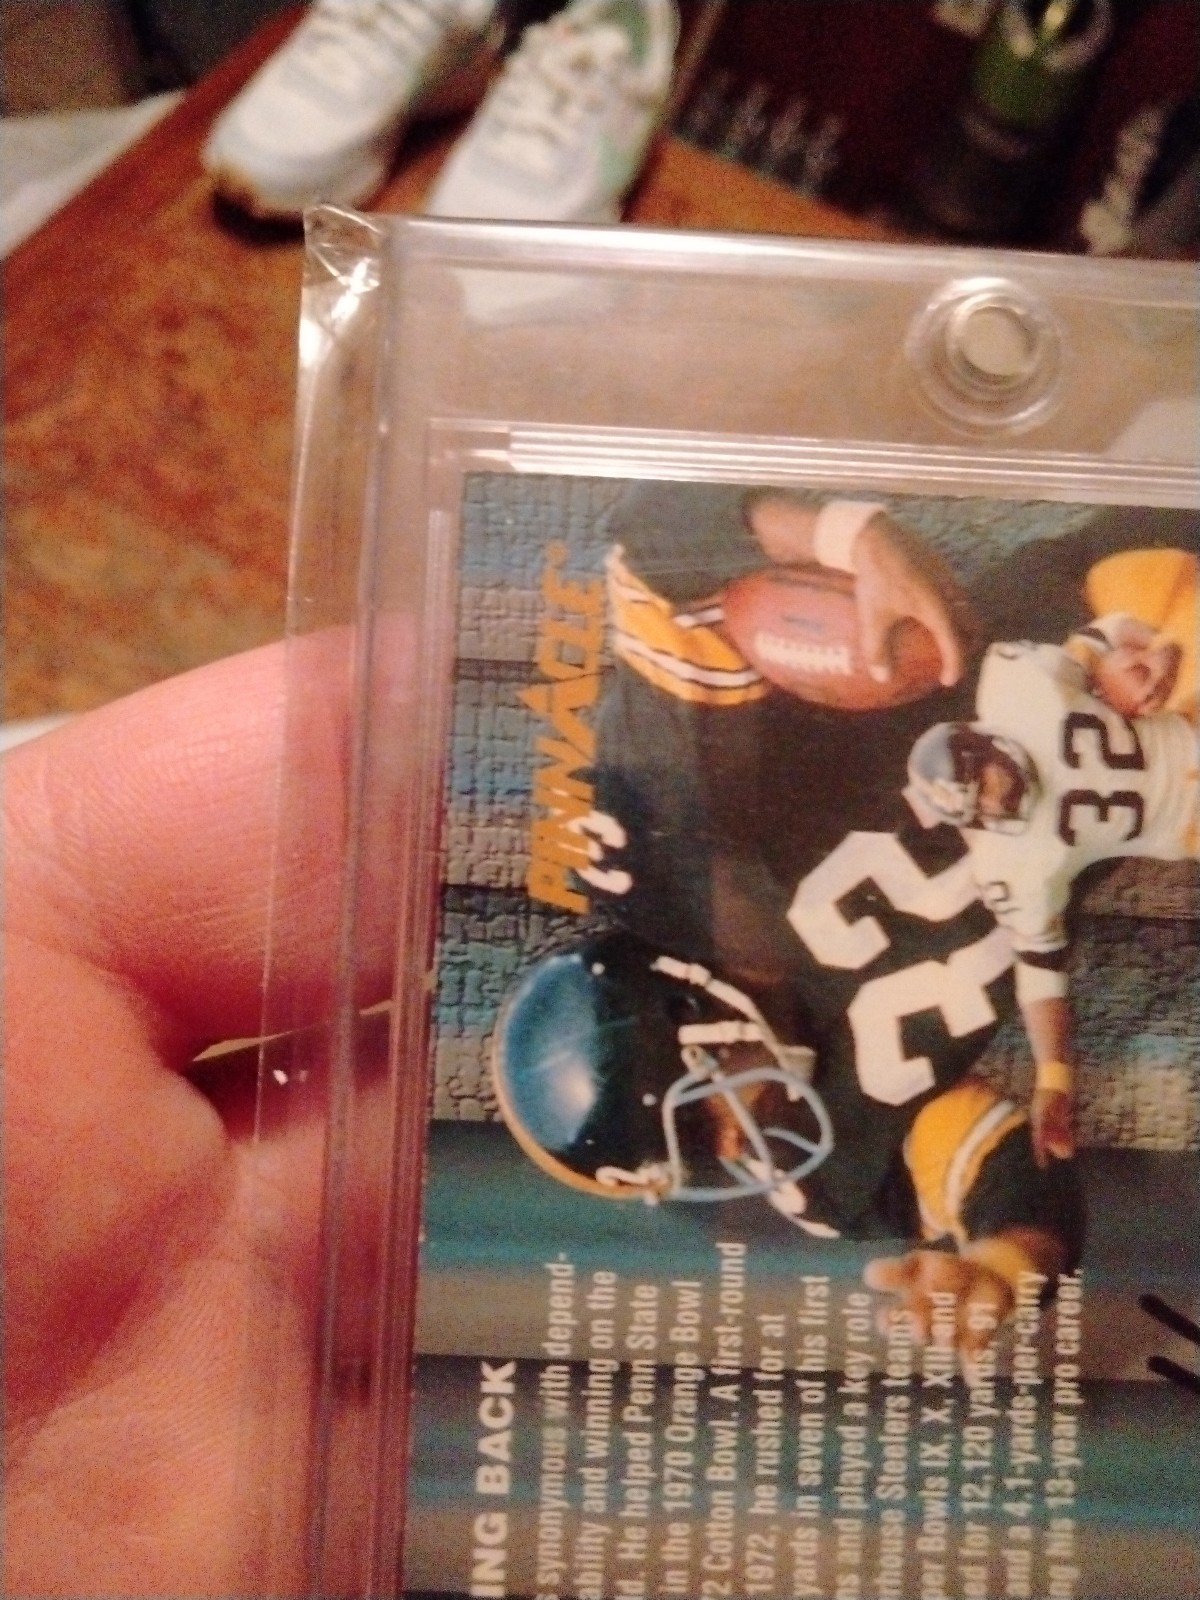 PINNACLE
93
32
32
ING BACK
synonymous with depend-
ability and winning on the
He helped Penn State
in the 1970 Orange Bowl
Cotton Bowl. A first-round
1972, he rushed for at
yards in seven of his first
and played a key role
Steelers teams
Bowls IX, X, XIII and
for 12,120 yards, 91
and a 4.1-yards-per-carry
his 13-year pro career.